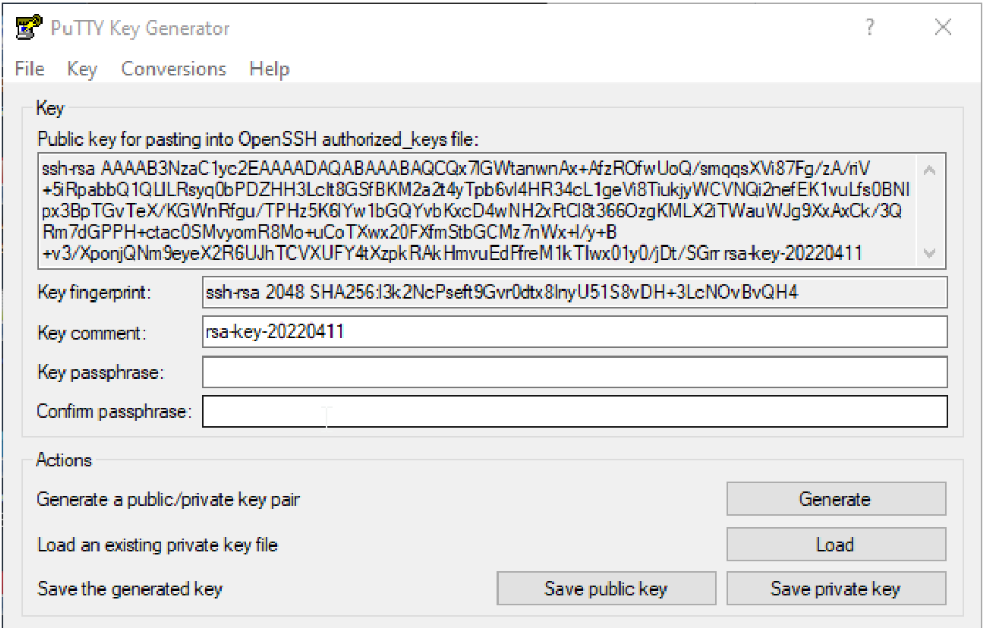 PuTTY Key Generator ?
File Key Conversions Help
Key
Public key for pasting into OpenSSH authorized_keys file:
ssh-rsa AAAAB3NzaC1yc2EAAAADAQABAAABAQCQx7lGWtanwnAx+AfzROfwUoQ/smqqsXVi87Fg/zA/riV
+5iRpabbQ1QLlLRsyq0bPDZHH3Lclt8GSfBKM2a2t4yTpb6vl4HR34cL1geVi8TiukjyWCVNQi2nefEK1vuLfs0BNl
px3BpTGvTeX/KGWnRfgu/TPHz5K6lYw1bGQYvbKxcD4wNH2xFtCl8t366OzgKMLX2iTWauWJg9XxAxCk/3Q
Rm7dGPPH+ctac0SMvyomR8Mo+uCoTXwx20FXfmStbGCMz7nWx+l/y+B
+v3/XponjQNm9eyeX2R6UJhTCVXUFY4tXzpkRAkHmvuEdFfreM1kTlwx01y0/jDt/SGrr rsa-key-20220411
Key fingerprint: ssh-rsa 2048 SHA256:l3k2NcPseft9Gvr0dtx8lnyU51S8vDH+3LcNOvBvQH4
Key comment: rsa-key-20220411
Key passphrase:
Confirm passphrase:
Actions
Generate a public/private key pair Generate
Load an existing private key file Load
Save the generated key Save public key Save private key